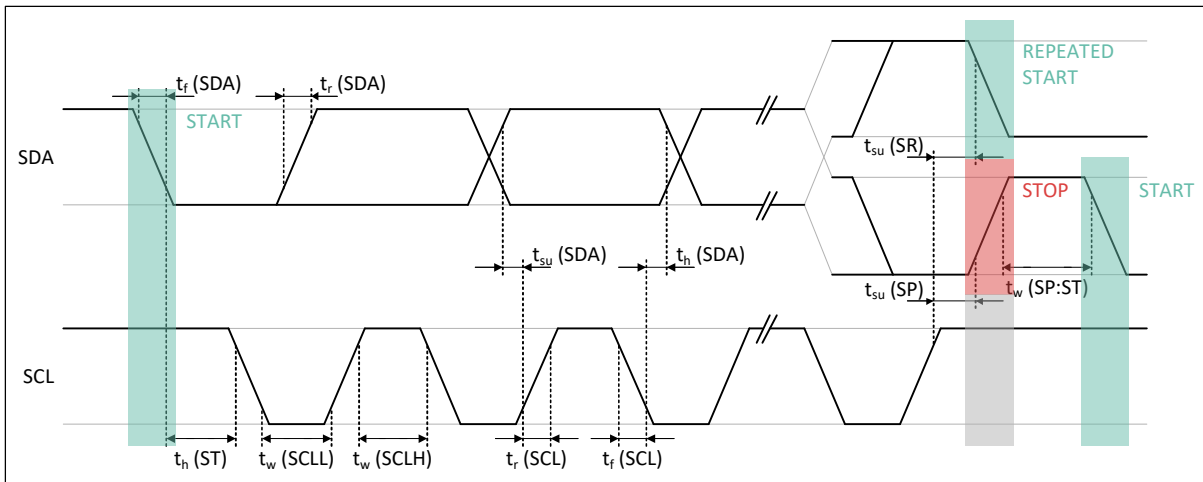 REPEATED
START
tf (SDA)
tr (SDA)
START
SDA
tsu (SR)
STOP
START
tsu (SDA)
th (SDA)
tsu (SP)
tw (SP:ST)
SCL
th (ST)
tw (SCLL)
tw (SCLH)
tr (SCL)
tf (SCL)